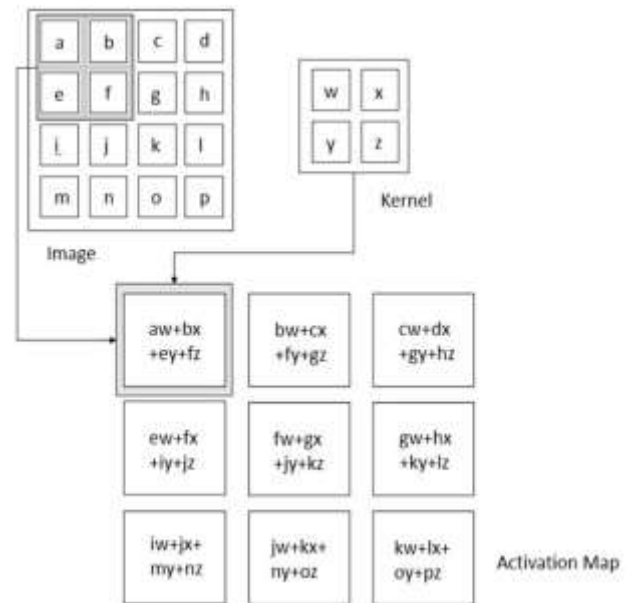 a b c d
e f g h
i j k l
m n o p
Image
w x
y z
Kernel
aw+bx
+ey+fz
bw+cx
+fy+gz
cw+dx
+gy+hz
ew+fx
+iy+jz
fw+gx
+jy+kz
gw+hx
+ky+lz
iw+jx+
my+nz
jw+kx+
ny+oz
kw+lx+
oy+pz
Activation Map